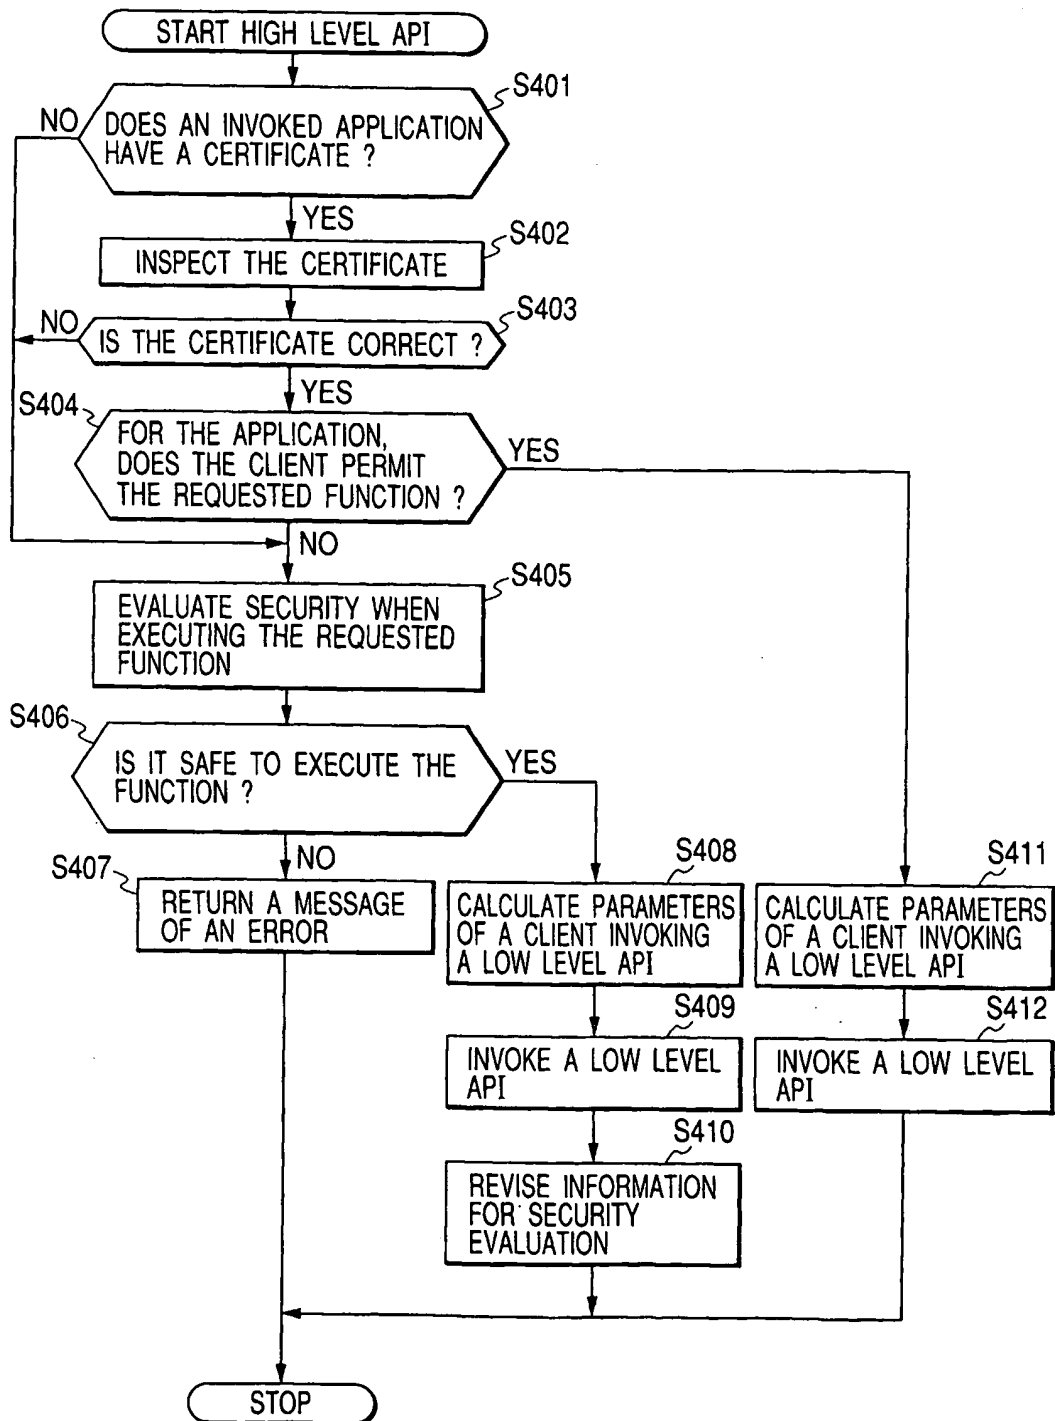 START HIGH LEVEL API
S401
NO
DOES AN INVOKED APPLICATION
HAVE A CERTIFICATE ?
YES
S402
INSPECT THE CERTIFICATE
S403
NO
IS THE CERTIFICATE CORRECT ?
YES
S404
FOR THE APPLICATION,
DOES THE CLIENT PERMIT
THE REQUESTED FUNCTION ?
YES
NO
S405
EVALUATE SECURITY WHEN
EXECUTING THE REQUESTED
FUNCTION
S406
IS IT SAFE TO EXECUTE THE
FUNCTION ?
YES
NO
S407
RETURN A MESSAGE
OF AN ERROR
S408
CALCULATE PARAMETERS
OF A CLIENT INVOKING
A LOW LEVEL API
S411
CALCULATE PARAMETERS
OF A CLIENT INVOKING
A LOW LEVEL API
S409
INVOKE A LOW LEVEL
API
S412
INVOKE A LOW LEVEL
API
S410
REVISE INFORMATION
FOR SECURITY
EVALUATION
STOP